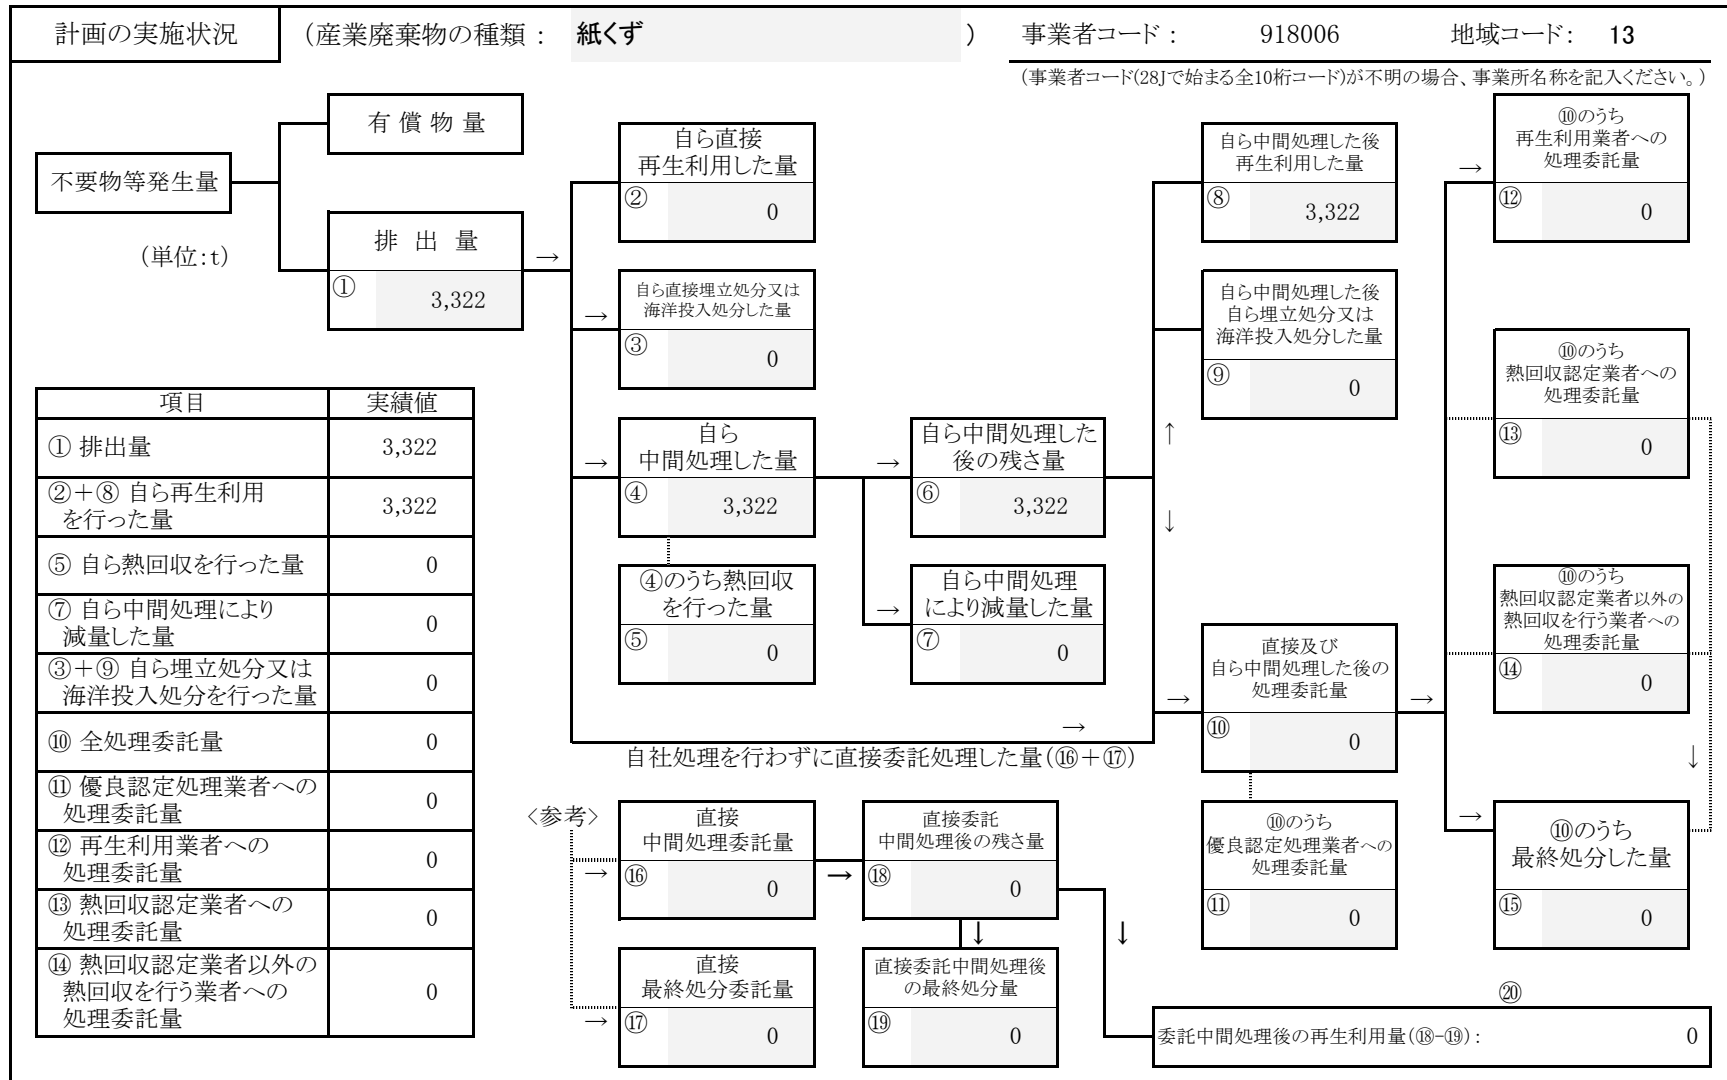 計画の実施状況
(産業廃棄物の種類： 紙くず )
事業者コード： 918006 地域コード： 13
(事業者コード(28Jで始まる全10桁コード)が不明の場合、事業所名称を記入ください。)
不要物等発生量
(単位:t)
有 償 物 量
排 出 量
①
3,322
→
自ら直接
再生利用した量
②
0
→
自ら直接埋立処分又は
海洋投入処分した量
③
0
→
自ら
中間処理した量
④
3,322
④のうち熱回収
を行った量
⑤
0
→
自ら中間処理した
後の残さ量
⑥
3,322
→
自ら中間処理
により減量した量
⑦
0
↑
↓
自ら中間処理した後
再生利用した量
⑧
3,322
自ら中間処理した後
自ら埋立処分又は
海洋投入処分した量
⑨
0
→
自社処理を行わずに直接委託処理した量(⑯＋⑰)
→
直接及び
自ら中間処理した後の
処理委託量
⑩
0
→
⑩のうち
優良認定処理業者への
処理委託量
⑪
0
→
⑩のうち
再生利用業者への
処理委託量
⑫
0
⑩のうち
熱回収認定業者への
処理委託量
⑬
0
⑩のうち
熱回収認定業者以外の
熱回収を行う業者への
処理委託量
⑭
0
↓
→
⑩のうち
最終処分した量
⑮
0
項目 実績値
① 排出量 3,322
②＋⑧ 自ら再生利用
を行った量 3,322
⑤ 自ら熱回収を行った量 0
⑦ 自ら中間処理により
減量した量 0
③＋⑨ 自ら埋立処分又は
海洋投入処分を行った量 0
⑩ 全処理委託量 0
⑪ 優良認定処理業者への
処理委託量 0
⑫ 再生利用業者への
処理委託量 0
⑬ 熱回収認定業者への
処理委託量 0
⑭ 熱回収認定業者以外の
熱回収を行う業者への
処理委託量 0
<参考>
→
直接
中間処理委託量
⑯
0
→
直接委託
中間処理後の残さ量
⑱
0
↓
↓
→
直接
最終処分委託量
⑰
0
直接委託中間処理後
の最終処分量
⑲
0
⑳
委託中間処理後の再生利用量(⑱-⑲)： 0